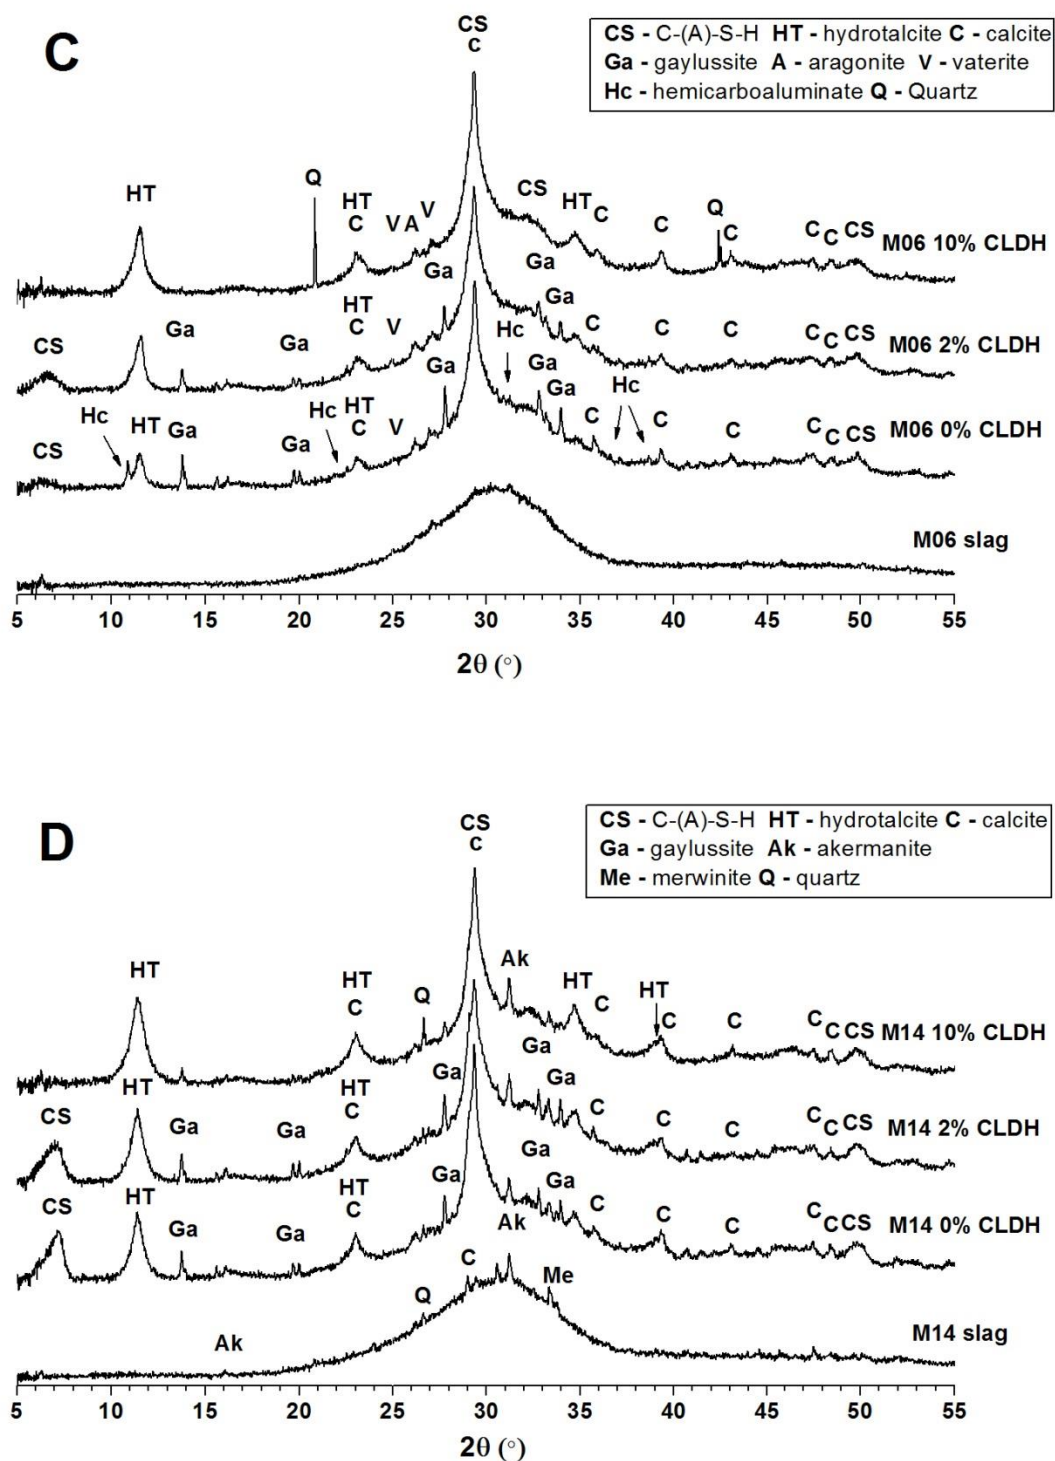 C
CS
C
CS - C-(A)-S-H HT - hydrotalcite C - calcite
Ga - gaylussite A - aragonite V - vaterite
Hc - hemicarboaluminate Q - Quartz
HT
Q
HT
C
V A V
CS
HT C
C
Q
C
C C CS
M06 10% CLDH
CS
Ga
Ga
HT
C
V
Ga
Ga
Ga
C
C
C
C C CS
M06 2% CLDH
CS
Hc
HT
Ga
Ga
Hc
HT
C
V
Ga
Hc
Ga
Ga
C
Hc
C
C
C C CS
M06 0% CLDH
M06 slag
5 10 15 20 25 30 35 40 45 50 55
2θ (°)
D
CS
C
CS - C-(A)-S-H HT - hydrotalcite C - calcite
Ga - gaylussite Ak - akermanite
Me - merwinite Q - quartz
HT
HT
C
Q
Ak
HT
C
HT
C
C
C C CS
M14 10% CLDH
CS
HT
Ga
Ga
HT
C
Ga
Ga
Ga
C
C
C
C C CS
M14 2% CLDH
CS
HT
Ga
Ga
HT
C
Ga
Ak
Ga
Ga
C
C
C
C C CS
M14 0% CLDH
Ak
Q
C
Me
M14 slag
5 10 15 20 25 30 35 40 45 50 55
2θ (°)